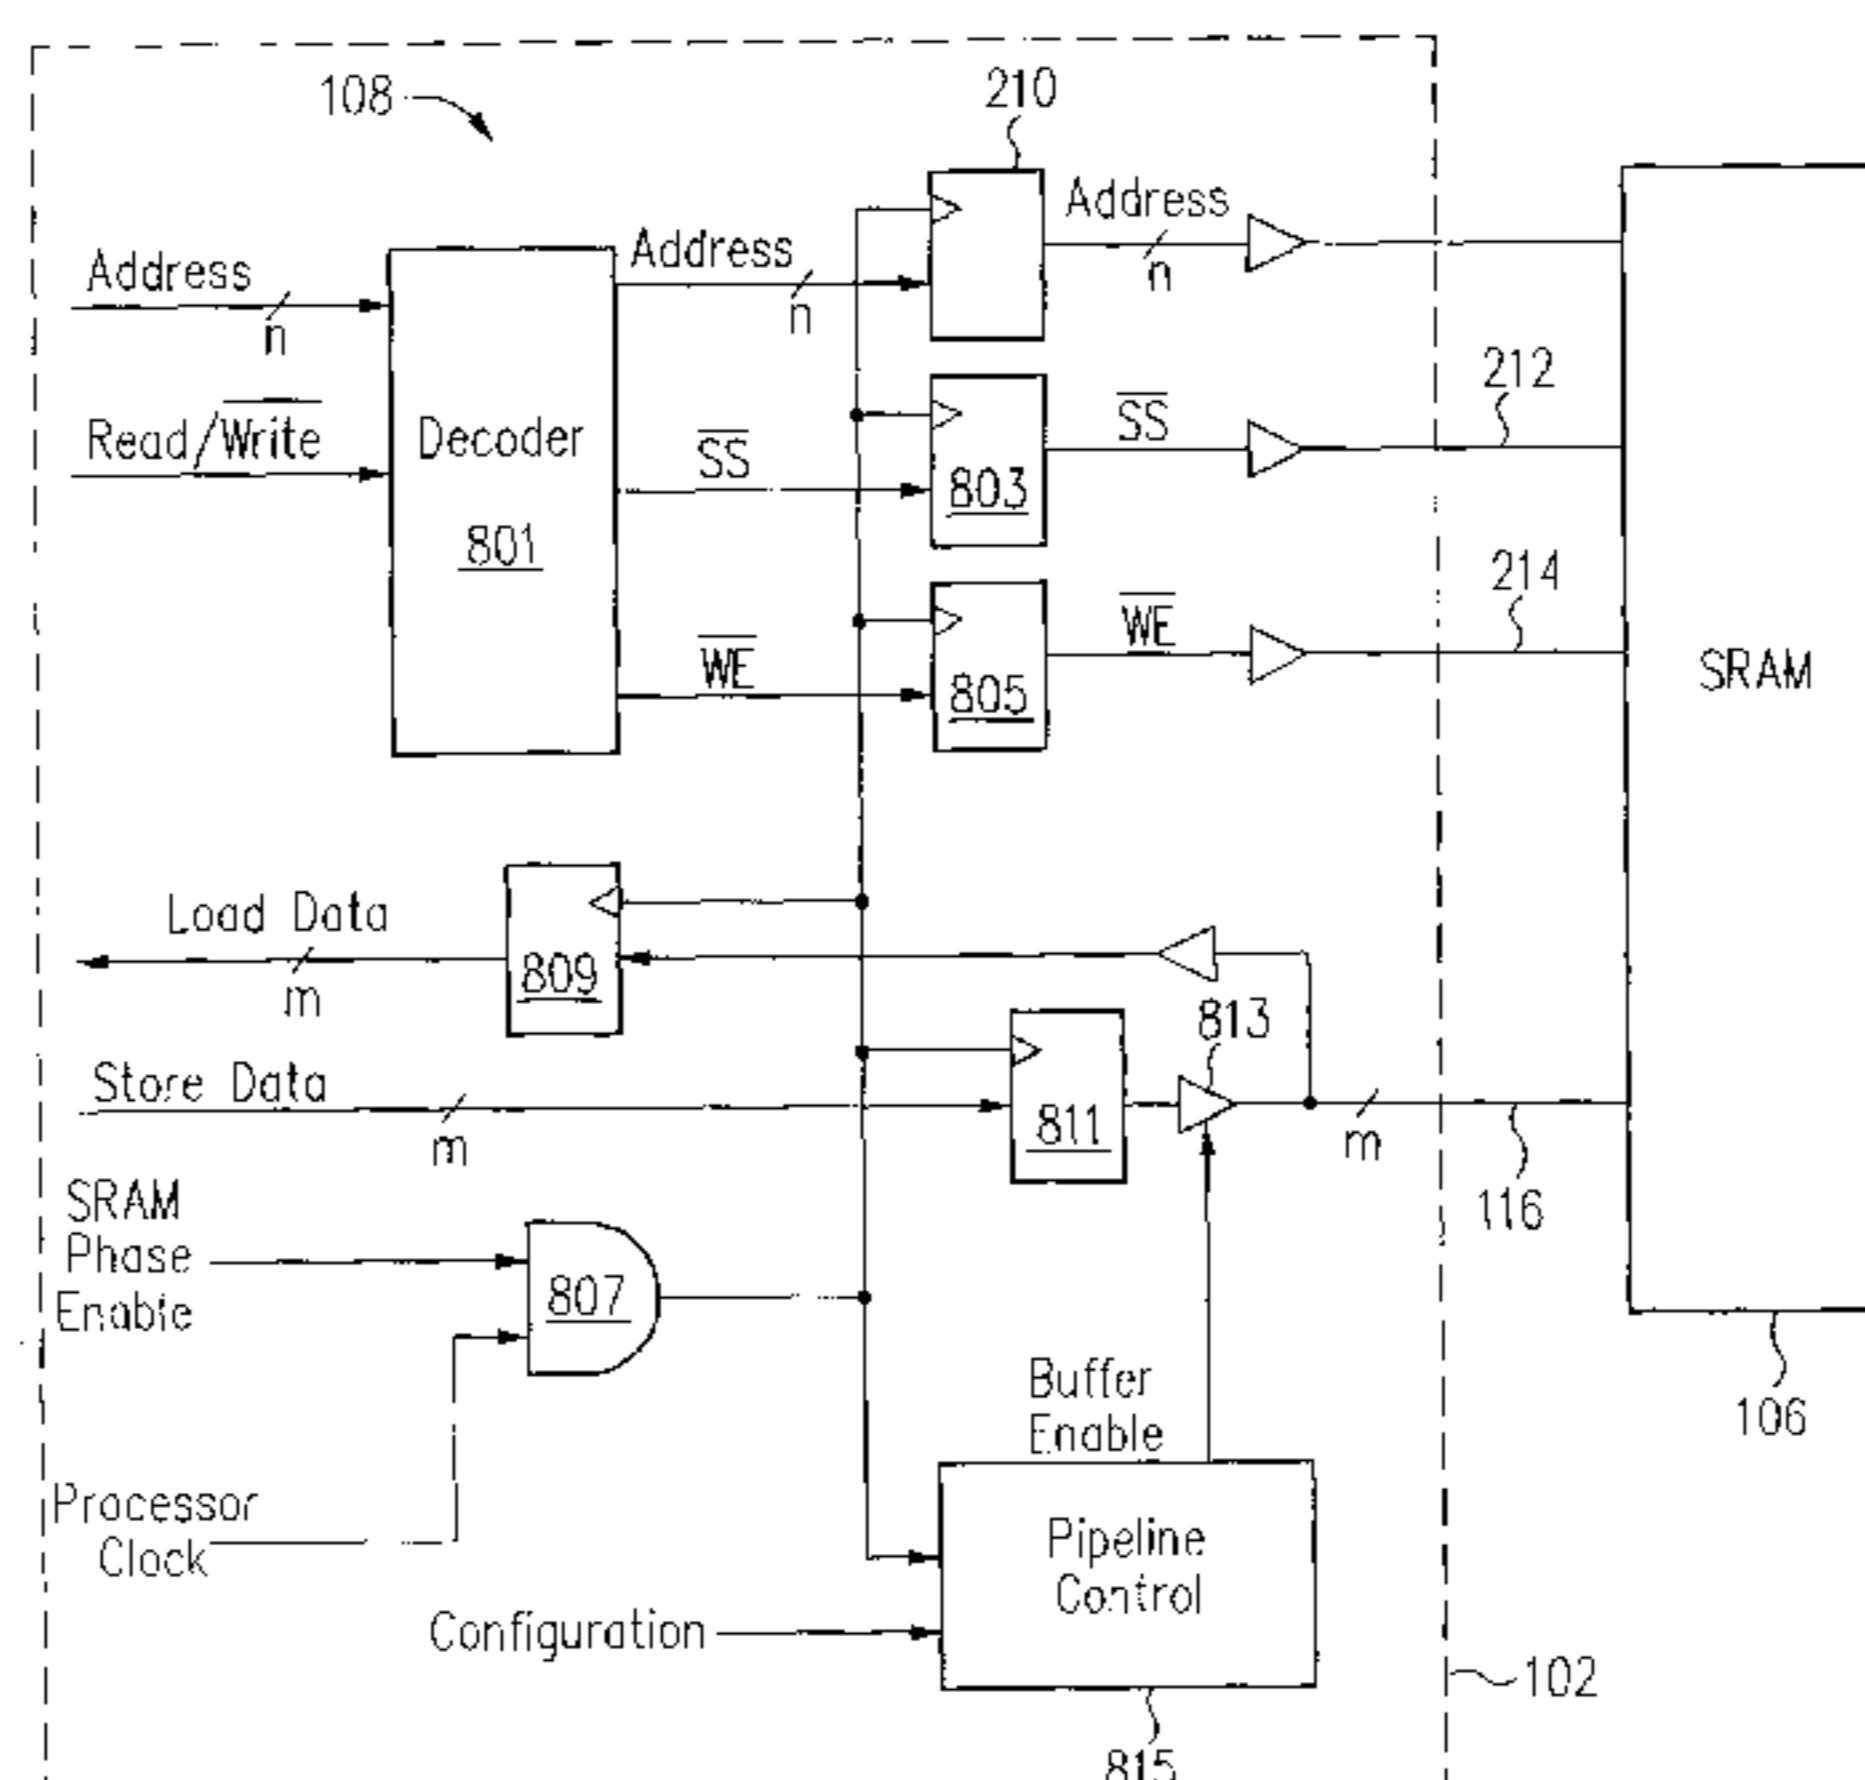 108
210
Address
n
Address
n
Address
n
Read/Write
Decoder
801
SS
803
SS
212
WE
805
WE
214
SRAM
Load Data
m
809
813
Store Data
m
811
m
116
SRAM
Phase
Enable
807
106
Buffer
Enable
Processor
Clock
Pipeline
Control
Configuration
102
815